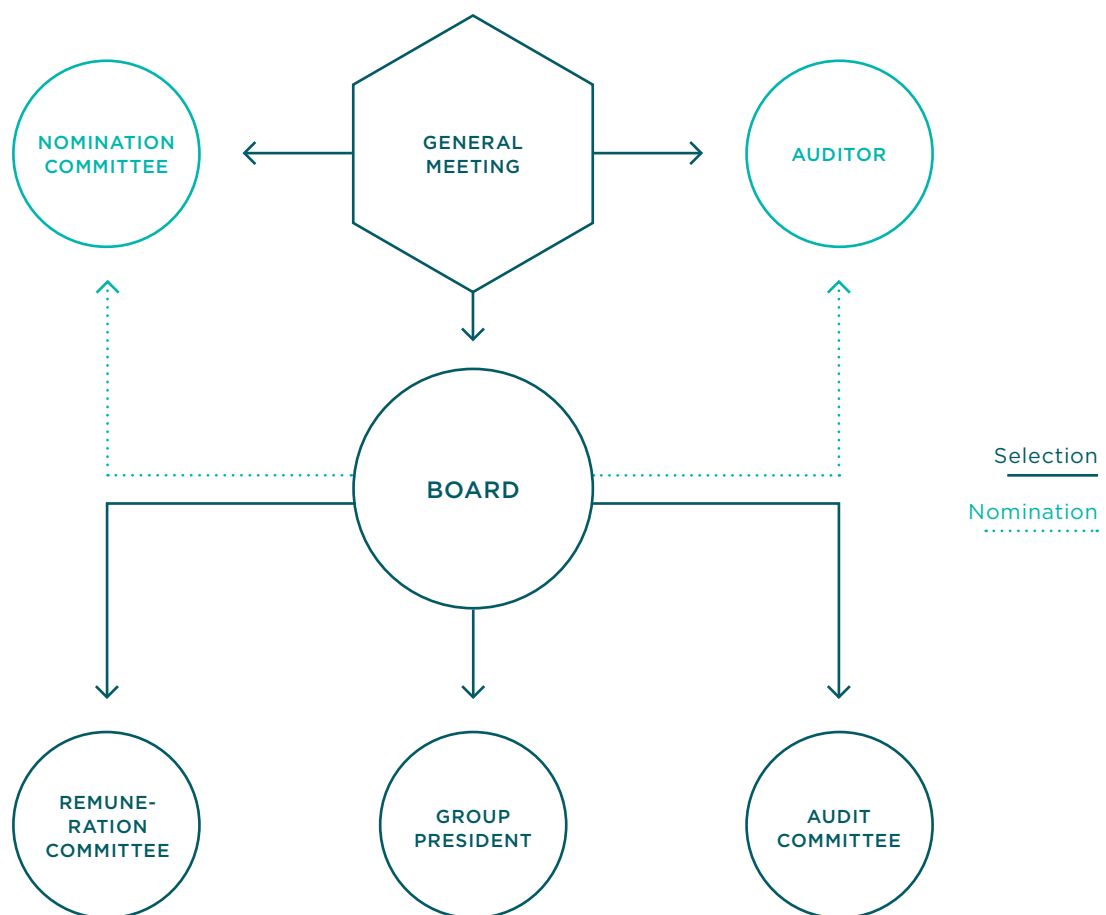 NOMINATION
COMMITTEE
GENERAL
MEETING
AUDITOR
BOARD
Selection
Nomination
REMUNE-
RATION
COMMITTEE
GROUP
PRESIDENT
AUDIT
COMMITTEE